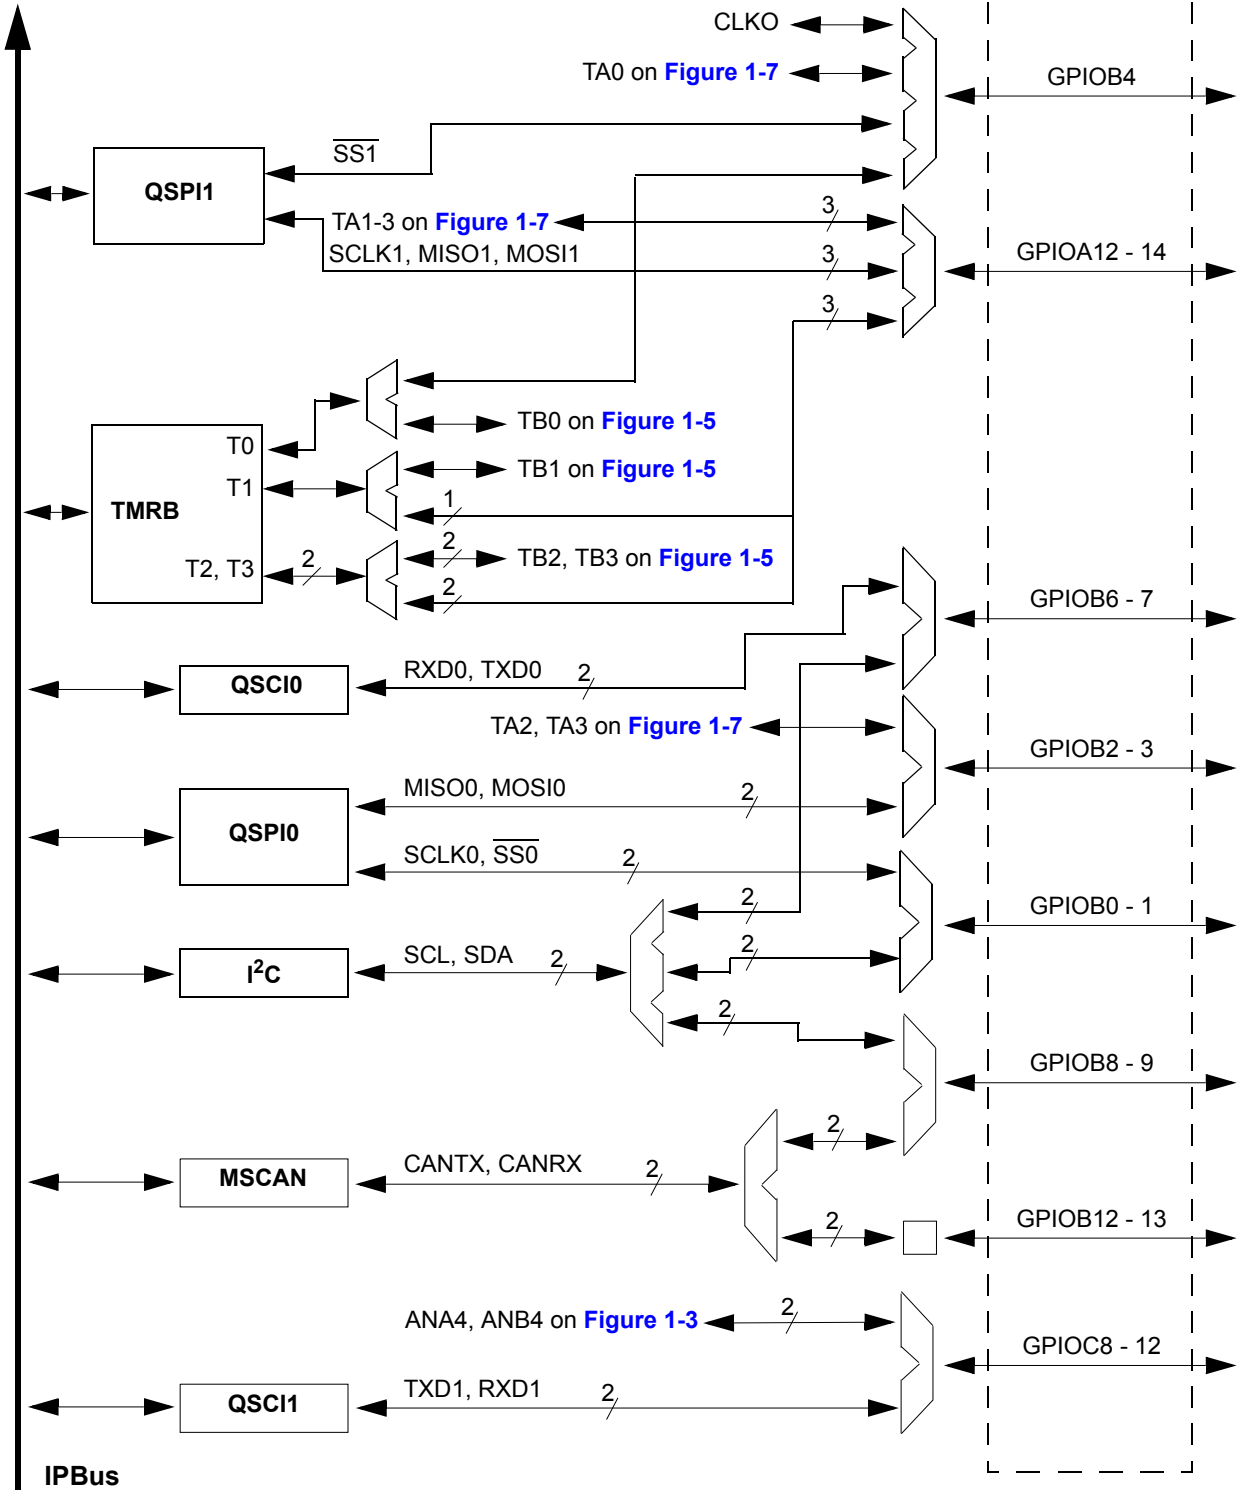 CLKO
TA0 on Figure 1-7
GPIOB4
SS1
QSPI1
TA1-3 on Figure 1-7
3
SCLK1, MISO1, MOSI1
3
GPIOA12 - 14
3
TB0 on Figure 1-5
T0
TB1 on Figure 1-5
T1
1
TMRB
2
TB2, TB3 on Figure 1-5
T2, T3
2
2
GPIOB6 - 7
RXD0, TXD0
2
QSCI0
TA2, TA3 on Figure 1-7
GPIOB2 - 3
MISO0, MOSI0
2
QSPI0
SCLK0, SS0
2
2
GPIOB0 - 1
SCL, SDA
2
2
I2C
2
GPIOB8 - 9
2
CANTX, CANRX
2
MSCAN
2
GPIOB12 - 13
ANA4, ANB4 on Figure 1-3
2
GPIOC8 - 12
TXD1, RXD1
2
QSCI1
IPBus